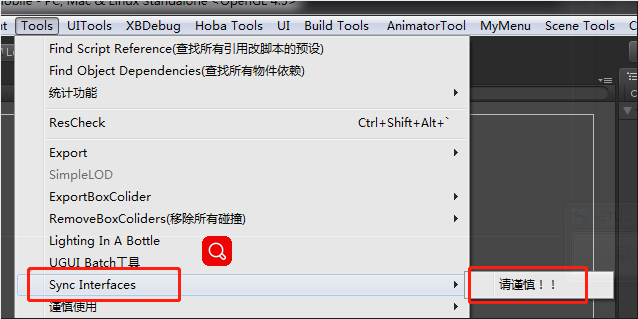 PC, Mac & Linux Standalone <OpenGL 4.5>
Tools UITools XBDebug Hoba Tools UI Build Tools AnimatorTool MyMenu Scene Tools
Find Script Reference(查找所有引用改脚本的预设)
Find Object Dependencies(查找所有物件依赖)
统计功能
ResCheck Ctrl+Shift+Alt+`
Export
SimpleLOD
ExportBoxColider
RemoveBoxColiders(移除所有碰撞)
Lighting In A Bottle
UGUI Batch工具
Sync Interfaces 请谨慎！！
谨慎使用